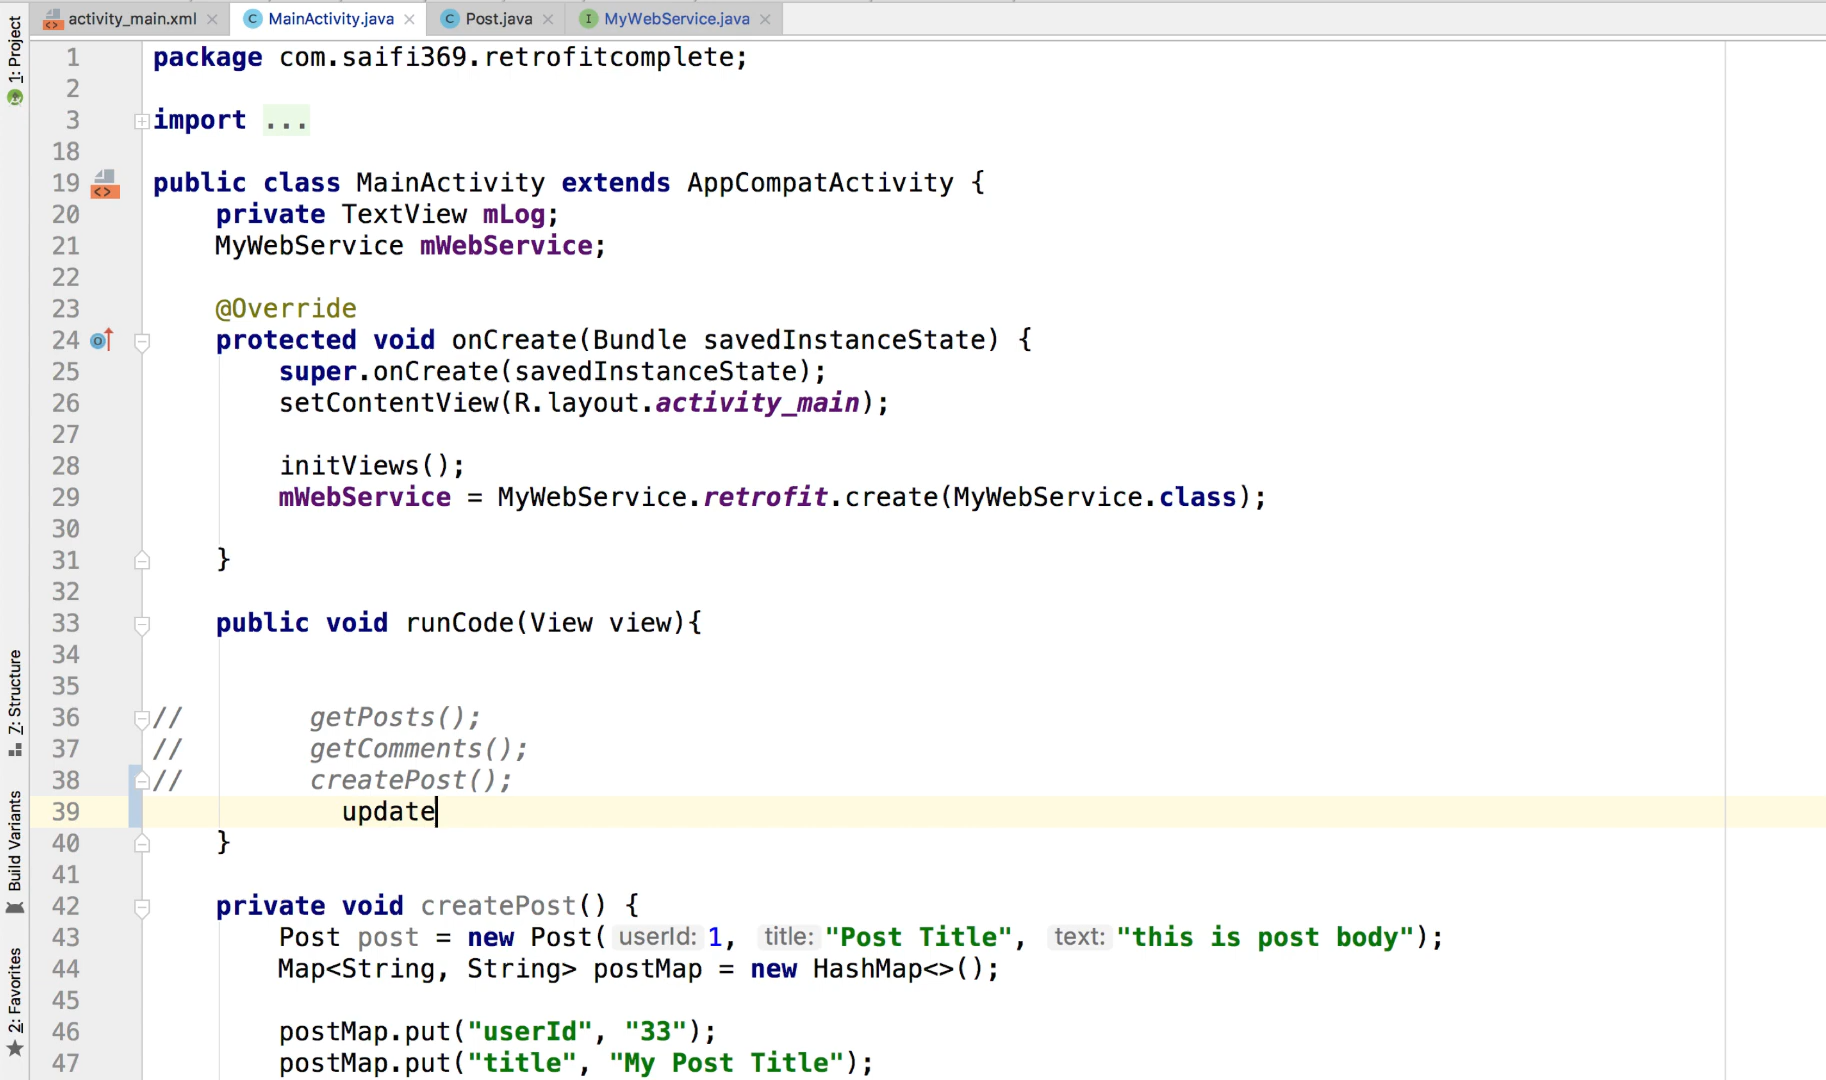 activity_main.xml MainActivity.java Post.java MyWebService.java
1: Project
Z: Structure
Build Variants
2: Favorites
1 package com.saifi369.retrofitcomplete;
2
3 import ...
18
19 public class MainActivity extends AppCompatActivity {
20 private TextView mLog;
21 MyWebService mWebService;
22
23 @Override
24 protected void onCreate(Bundle savedInstanceState) {
25 super.onCreate(savedInstanceState);
26 setContentView(R.layout.activity_main);
27
28 initViews();
29 mWebService = MyWebService.retrofit.create(MyWebService.class);
30
31 }
32
33 public void runCode(View view){
34
35
36 // getPosts();
37 // getComments();
38 // createPost();
39 update
40 }
41
42 private void createPost() {
43 Post post = new Post( userId: 1, title: "Post Title", text: "this is post body");
44 Map<String, String> postMap = new HashMap<>();
45
46 postMap.put("userId", "33");
47 postMap.put("title", "My Post Title");